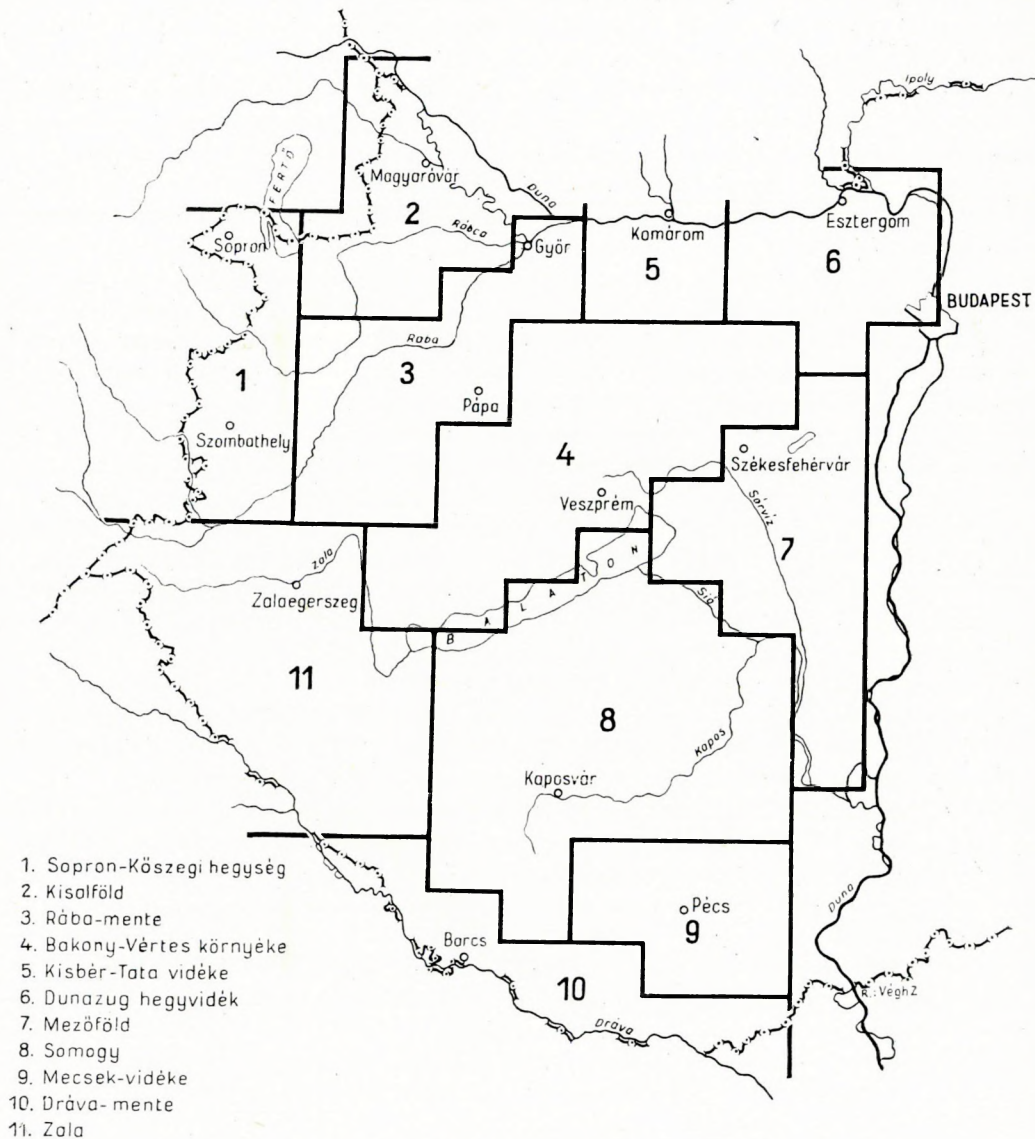 Ipoly
Magyaróvár
FERTŐ
2
Duna
Esztergom
Rábca
Komárom
Sopron
Győr
6
5
BUDAPEST
Rába
3
1
Pápa
Szombathely
4
Székesfehérvár
Veszprém
Sárviz
7
Zala
BALATON
Zalaegerszeg
Sió
11
8
Kapos
Kaposvár
1. Sopron-Kőszegi hegység
2. Kisalföld
3. Rába-mente
4. Bakony-Vértes környéke
5. Kisbér-Tata vidéke
6. Dunazug hegyvidék
7. Mezőföld
8. Somogy
9. Mecsek-vidéke
10. Dráva-mente
11. Zala
Pécs
9
Duna
Barcs
10
R.: Végh Z
Dráva